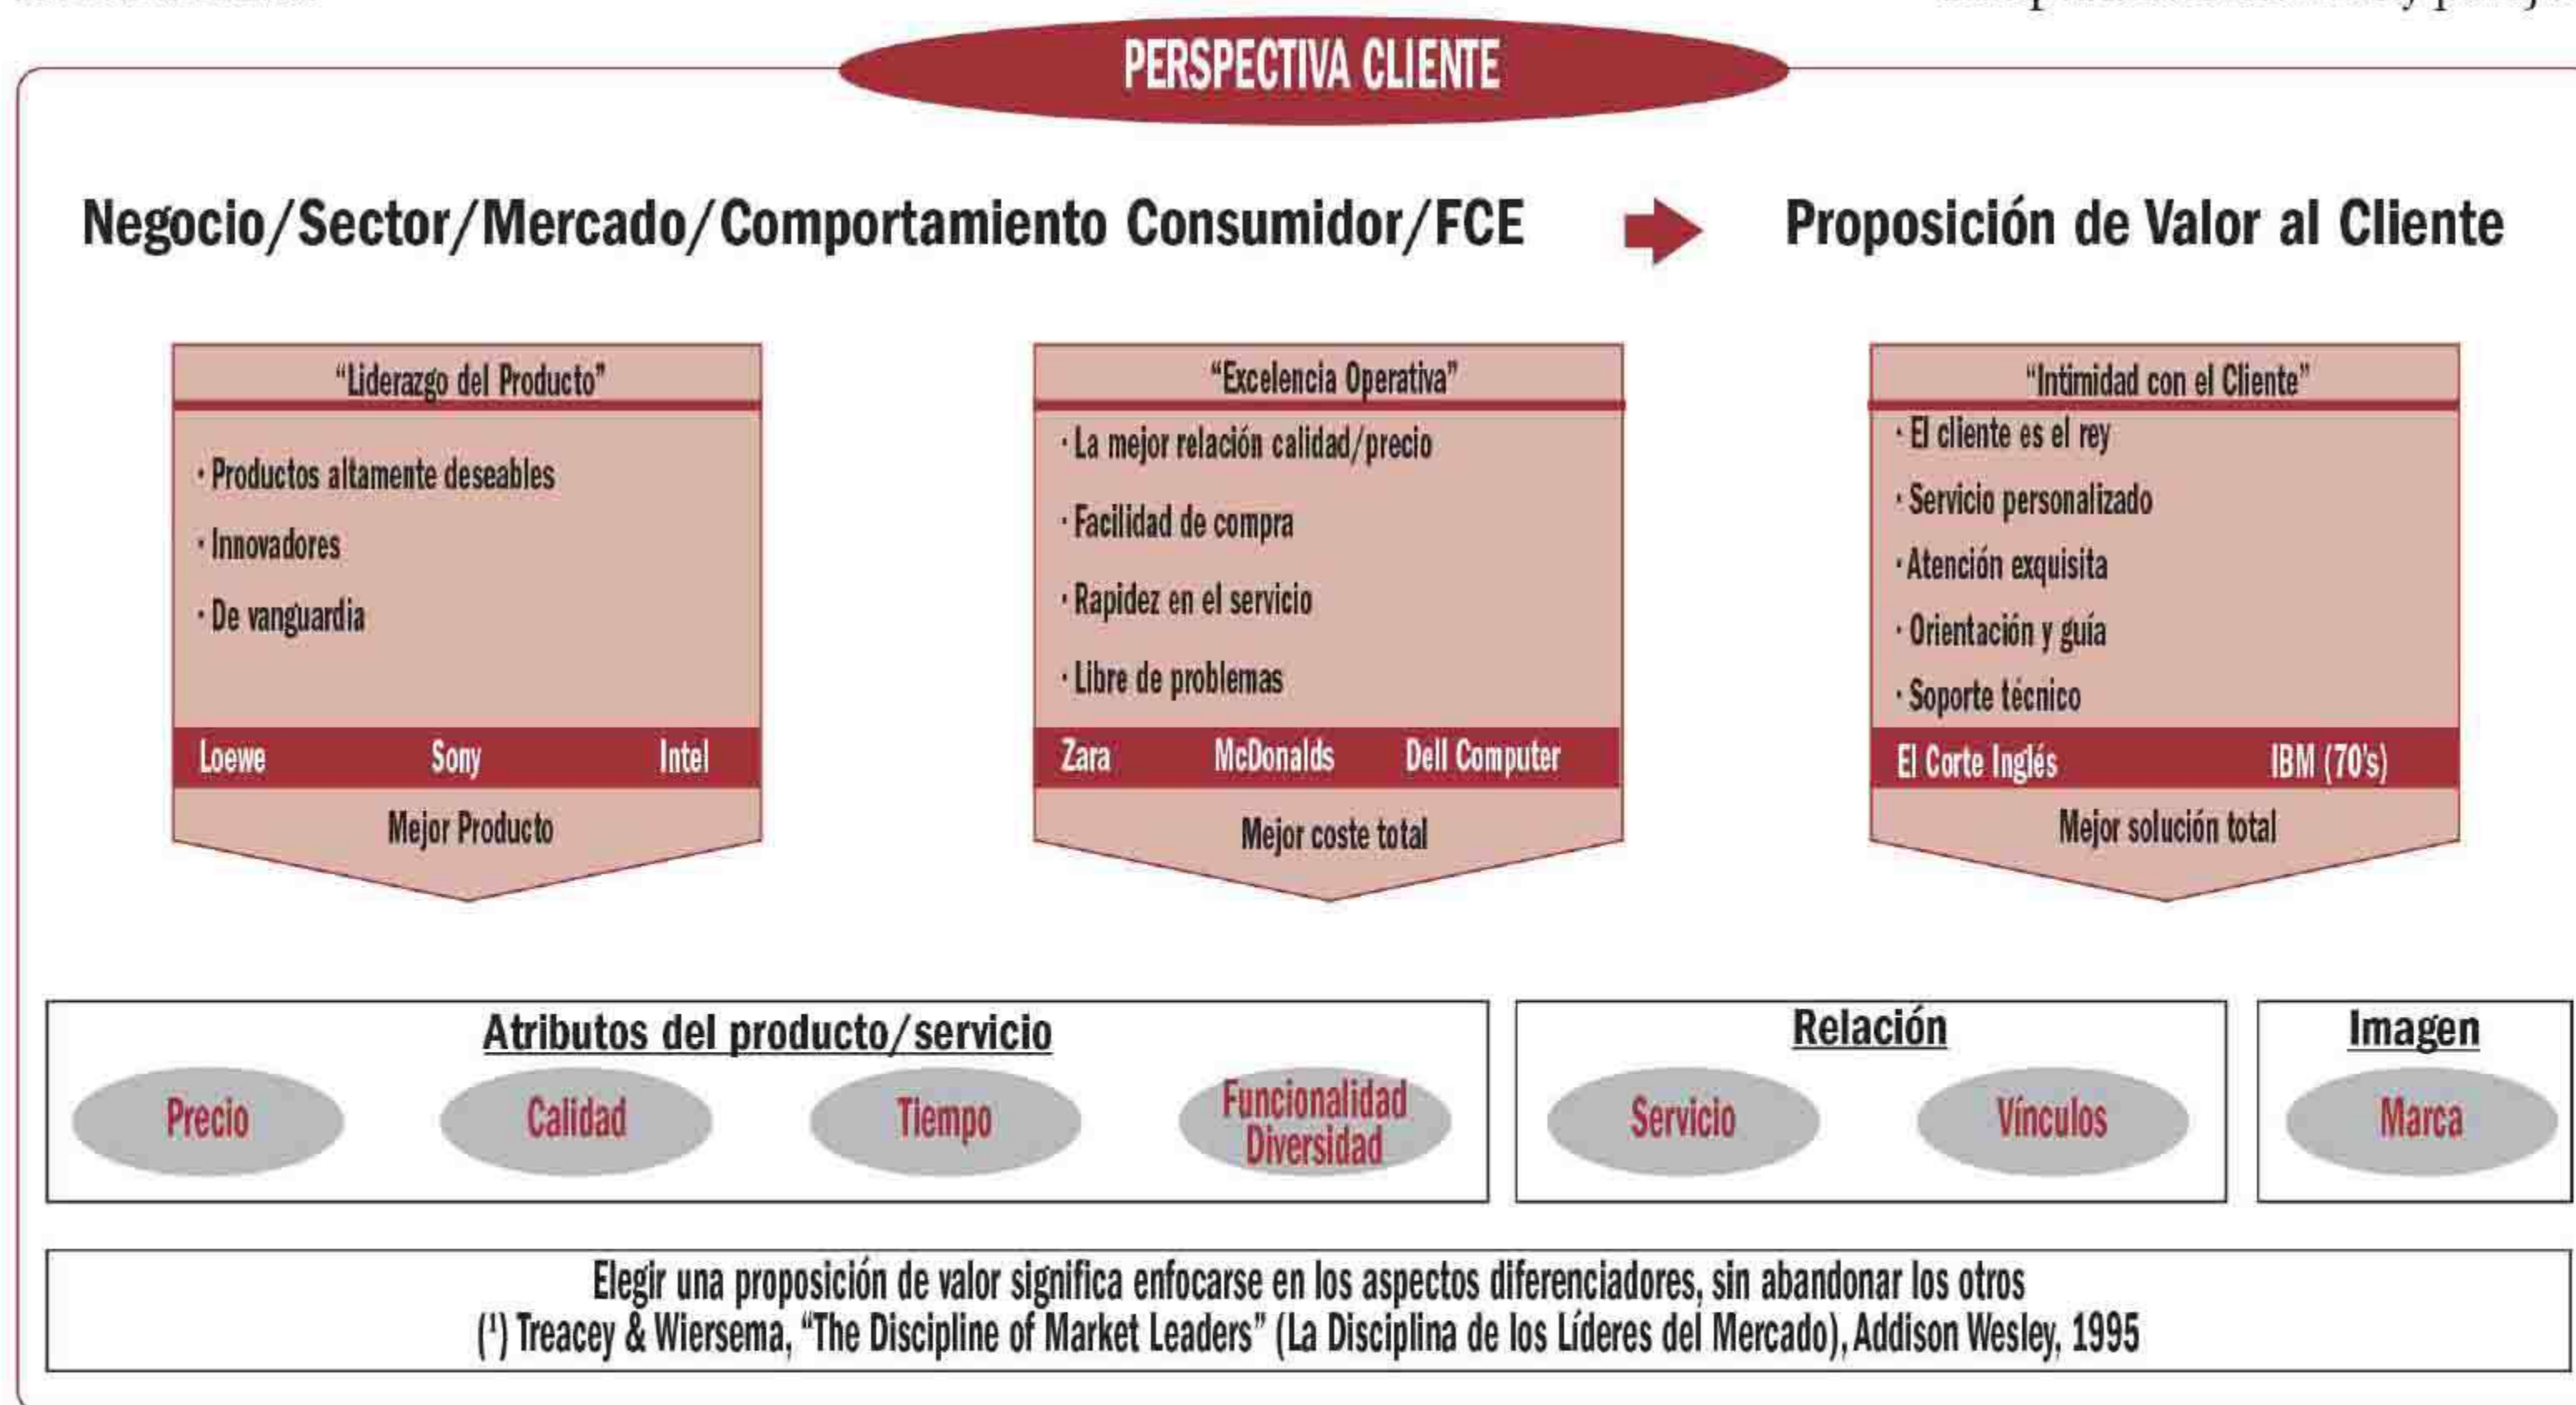 PERSPECTIVA CLIENTE
Negocio/Sector/Mercado/Comportamiento Consumidor/FCE
Proposición de Valor al Cliente
“Liderazgo del Producto”
· Productos altamente deseables
· Innovadores
· De vanguardia
Loewe Sony Intel
Mejor Producto
“Excelencia Operativa”
· La mejor relación calidad/precio
· Facilidad de compra
· Rapidez en el servicio
· Libre de problemas
Zara McDonalds Dell Computer
Mejor coste total
“Intimidad con el Cliente”
· El cliente es el rey
· Servicio personalizado
· Atención exquisita
· Orientación y guía
· Soporte técnico
El Corte Inglés IBM (70's)
Mejor solución total
Atributos del producto/servicio
Precio
Calidad
Tiempo
Funcionalidad
Diversidad
Relación
Servicio
Vínculos
Imagen
Marca
Elegir una proposición de valor significa enfocarse en los aspectos diferenciadores, sin abandonar los otros
(¹) Treacey & Wiersema, “The Discipline of Market Leaders” (La Disciplina de los Líderes del Mercado), Addison Wesley, 1995